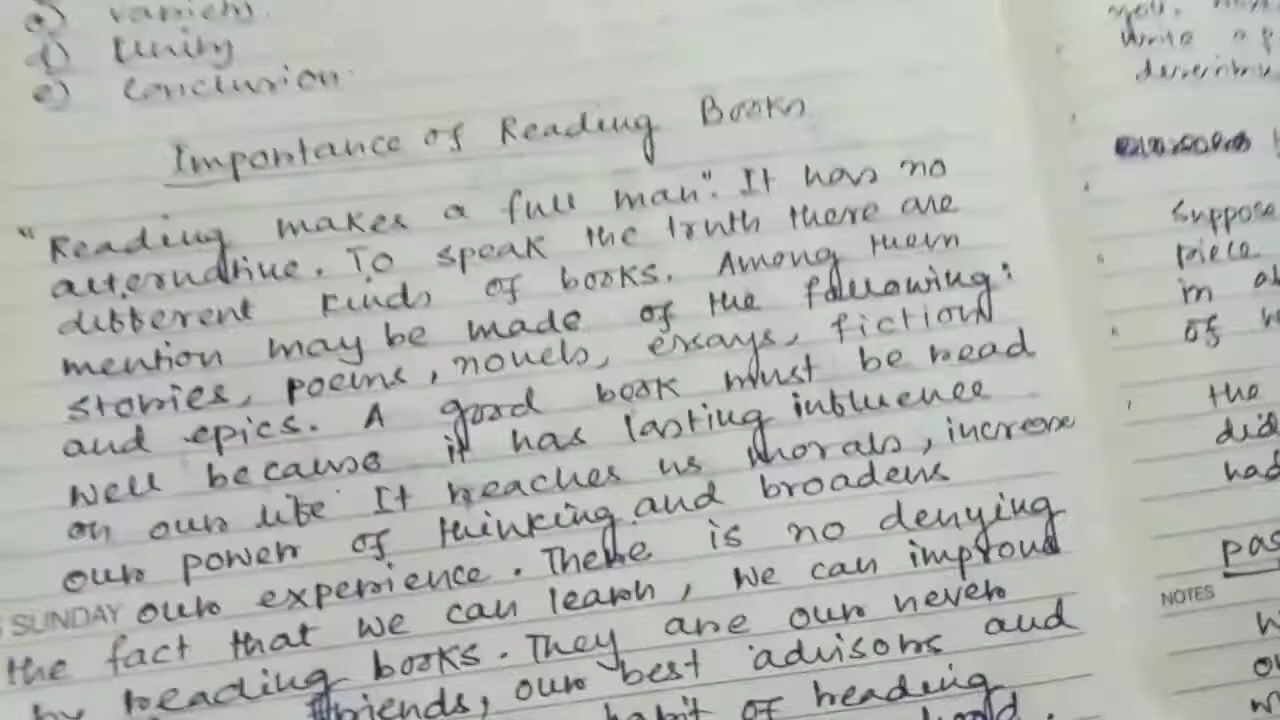 d) Unity
e) Conclusion
Importance of Reading Books
"Reading makes a full man". It has no
alternative. To speak the truth there are
different kinds of books. Among them
mention may be made of the following:
stories, poems, novels, essays, fiction
and epics. A good book must be read
well because it has lasting influence
on our life. It teaches us morals, increase
our power of thinking and broadens
SUNDAY our experience. There is no denying
the fact that we can learn, we can improve
by reading books. They are our never
friends, our best advisors and
habit of reading
Write a
Suppose
piece
in
of
the
did
had
NOTES